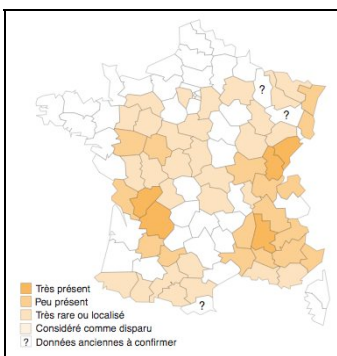 ?
?
?
Très présent
Peu présent
Très rare ou localisé
Considéré comme disparu
? Données anciennes à confirmer